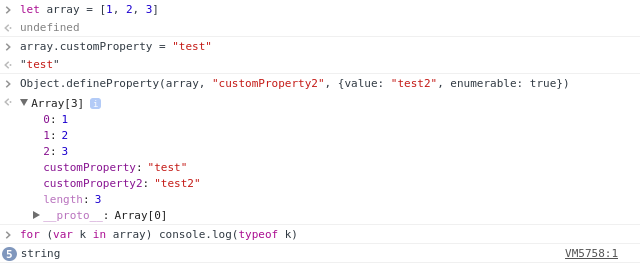 let array = [1, 2, 3]
undefined
array.customProperty = "test"
"test"
Object.defineProperty(array, "customProperty2", {value: "test2", enumerable: true})
Array[3] i
0: 1
1: 2
2: 3
customProperty: "test"
customProperty2: "test2"
length: 3
__proto__: Array[0]
for (var k in array) console.log(typeof k)
5 string VM5758:1